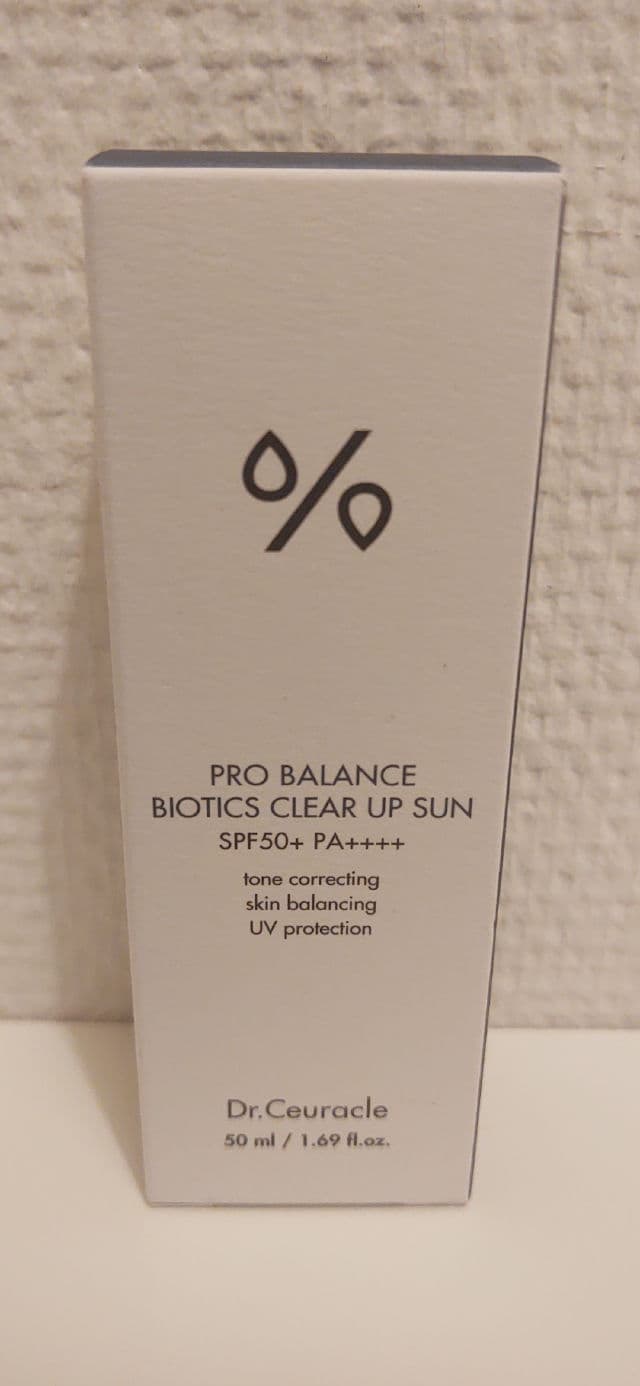 %
PRO BALANCE
BIOTICS CLEAR UP SUN
SPF50+ PA++++
tone correcting
skin balancing
UV protection
Dr.Ceuracle
50 ml / 1.69 fl.oz.